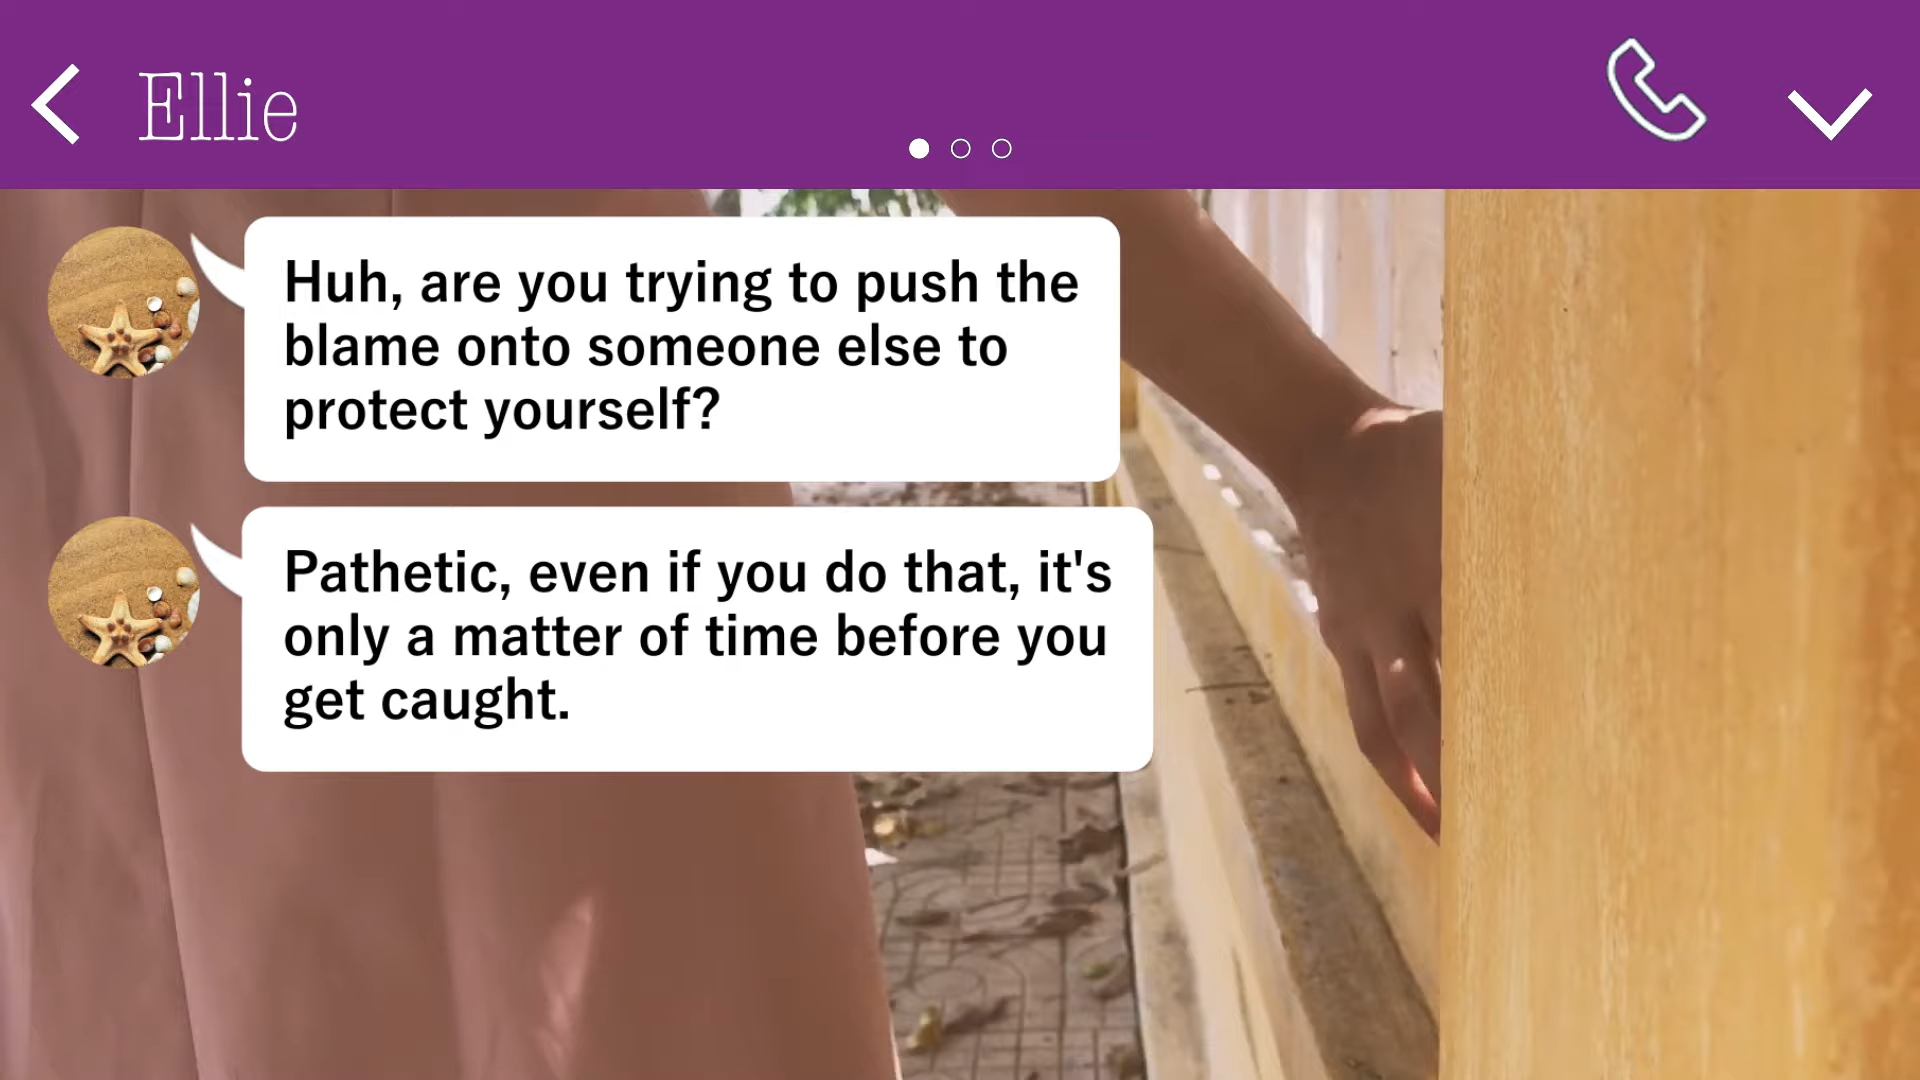 Ellie
Huh, are you trying to push the
blame onto someone else to
protect yourself?
Pathetic, even if you do that, it's
only a matter of time before you
get caught.